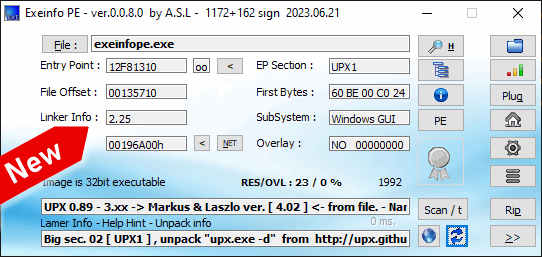 Exeinfo PE - ver.0.0.8.0 by A.S.L - 1172+162 sign 2023.06.21
File : exeinfope.exe H
Entry Point : 12F81310 oo < EP Section : UPX1
File Offset : 00135710 First Bytes : 60 BE 00 C0 24 Plug
Linker Info : 2.25 SubSystem : Windows GUI PE
00196A00h < NET Overlay : NO 00000000
New
Image is 32bit executable RES/OVL : 23 / 0 % 1992
UPX 0.89 - 3.xx -> Markus & Laszlo ver. [ 4.02 ] <- from file. - Nar Scan / t Rip
Lamer Info - Help Hint - Unpack info 0 ms.
Big sec. 02 [ UPX1 ] , unpack "upx.exe -d" from http://upx.githu >>